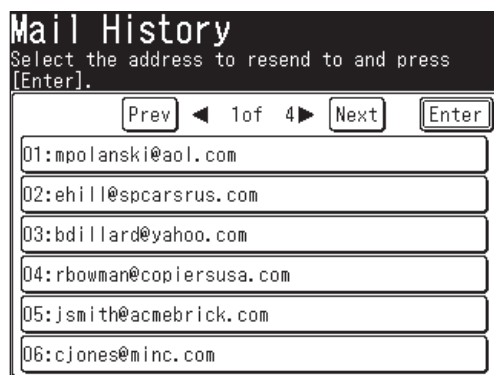 Mail History
Select the address to resend to and press
[Enter].
Prev ◀ 1of 4▶ Next Enter
01:mpolanski@aol.com
02:ehill@spcarsrus.com
03:bdillard@yahoo.com
04:rbowman@copiersusa.com
05:jsmith@acmebrick.com
06:cjones@minc.com